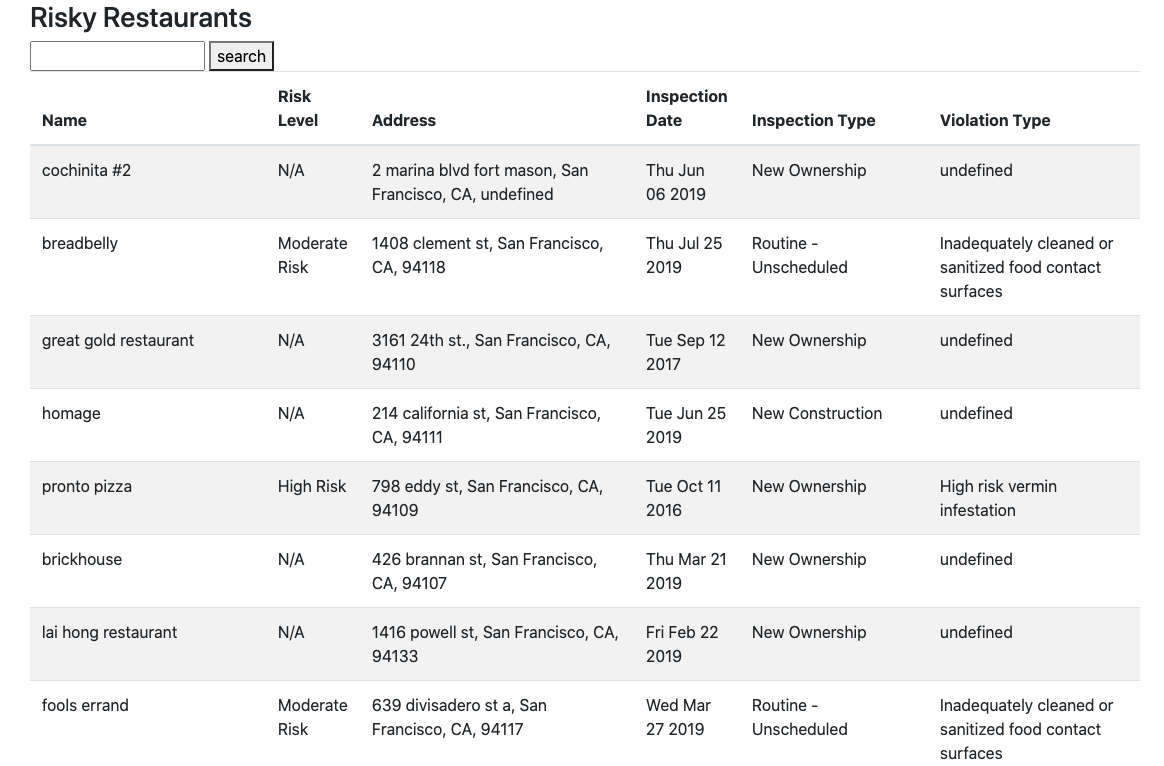 Risky Restaurants
search
Name Risk Level Address Inspection Date Inspection Type Violation Type
cochinita #2 N/A 2 marina blvd fort mason, San Francisco, CA, undefined Thu Jun 06 2019 New Ownership undefined
breadbelly Moderate Risk 1408 clement st, San Francisco, CA, 94118 Thu Jul 25 2019 Routine - Unscheduled Inadequately cleaned or sanitized food contact surfaces
great gold restaurant N/A 3161 24th st., San Francisco, CA, 94110 Tue Sep 12 2017 New Ownership undefined
homage N/A 214 california st, San Francisco, CA, 94111 Tue Jun 25 2019 New Construction undefined
pronto pizza High Risk 798 eddy st, San Francisco, CA, 94109 Tue Oct 11 2016 New Ownership High risk vermin infestation
brickhouse N/A 426 brannan st, San Francisco, CA, 94107 Thu Mar 21 2019 New Ownership undefined
lai hong restaurant N/A 1416 powell st, San Francisco, CA, 94133 Fri Feb 22 2019 New Ownership undefined
fools errand Moderate Risk 639 divisadero st a, San Francisco, CA, 94117 Wed Mar 27 2019 Routine - Unscheduled Inadequately cleaned or sanitized food contact surfaces